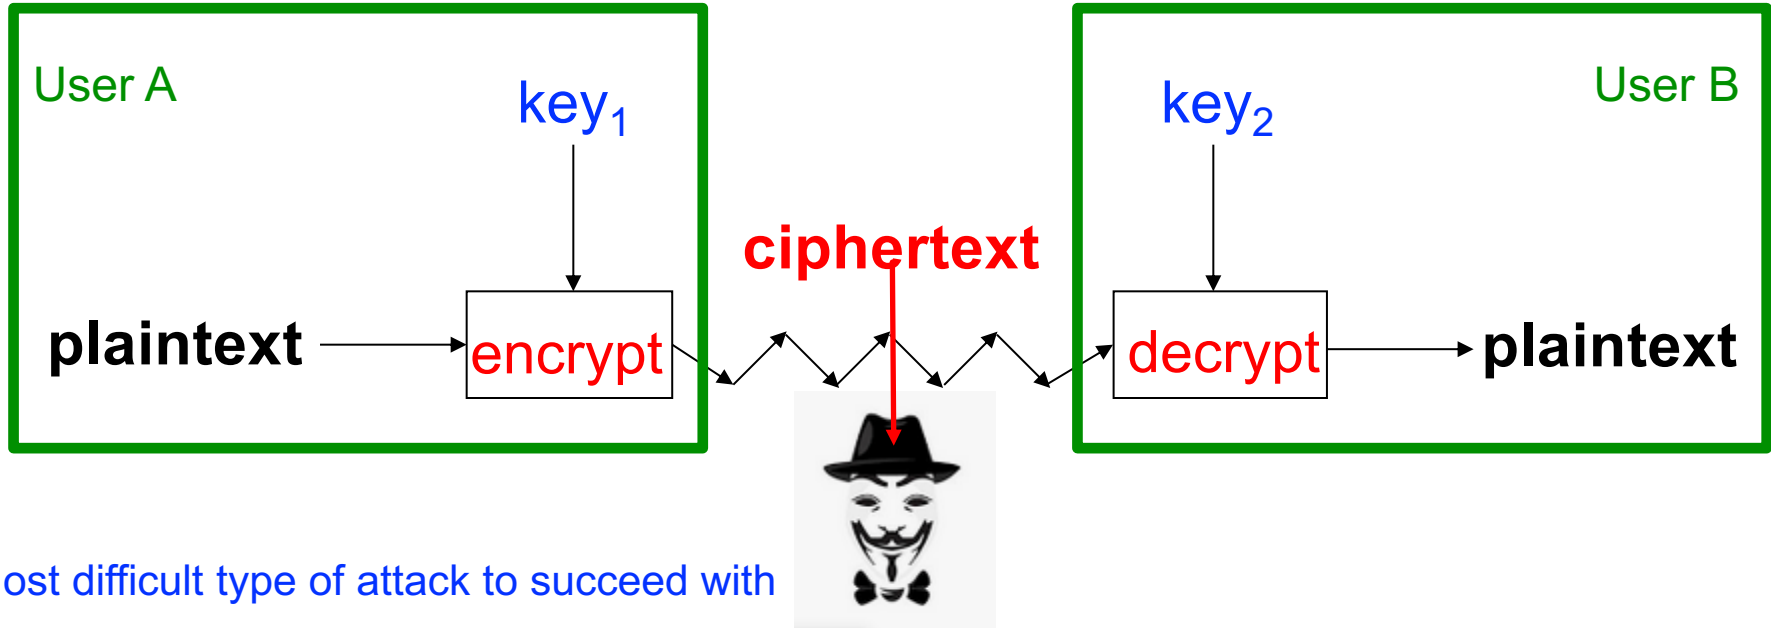 User A
key₁
key₂
User B
ciphertext
plaintext
encrypt
decrypt
plaintext
ost difficult type of attack to succeed with